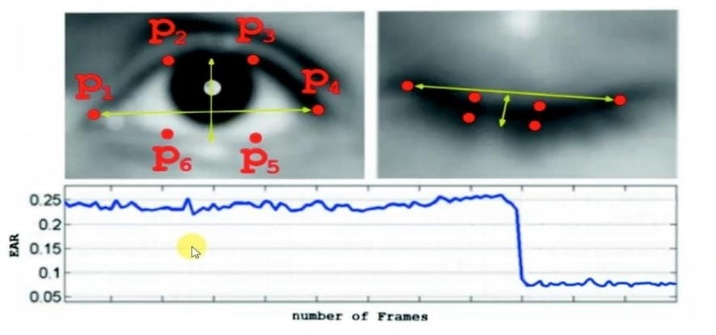 p2 p3
p1 p4
p6 p5
0.25
0.2
0.15
0.1
0.05
EAR
number of Frames